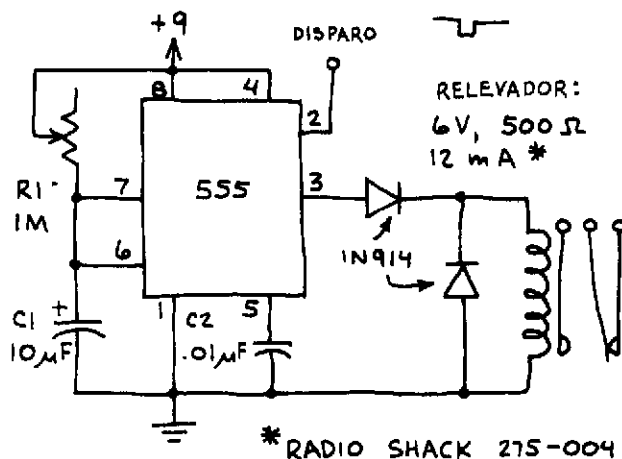 +9
DISPARO
8
4
2
RELEVADOR:
6V, 500 Ω
12 mA *
R1
1M
7
555
3
6
1N914
C1
10μF
+
1
C2
.01μF
5
* RADIO SHACK 275-004